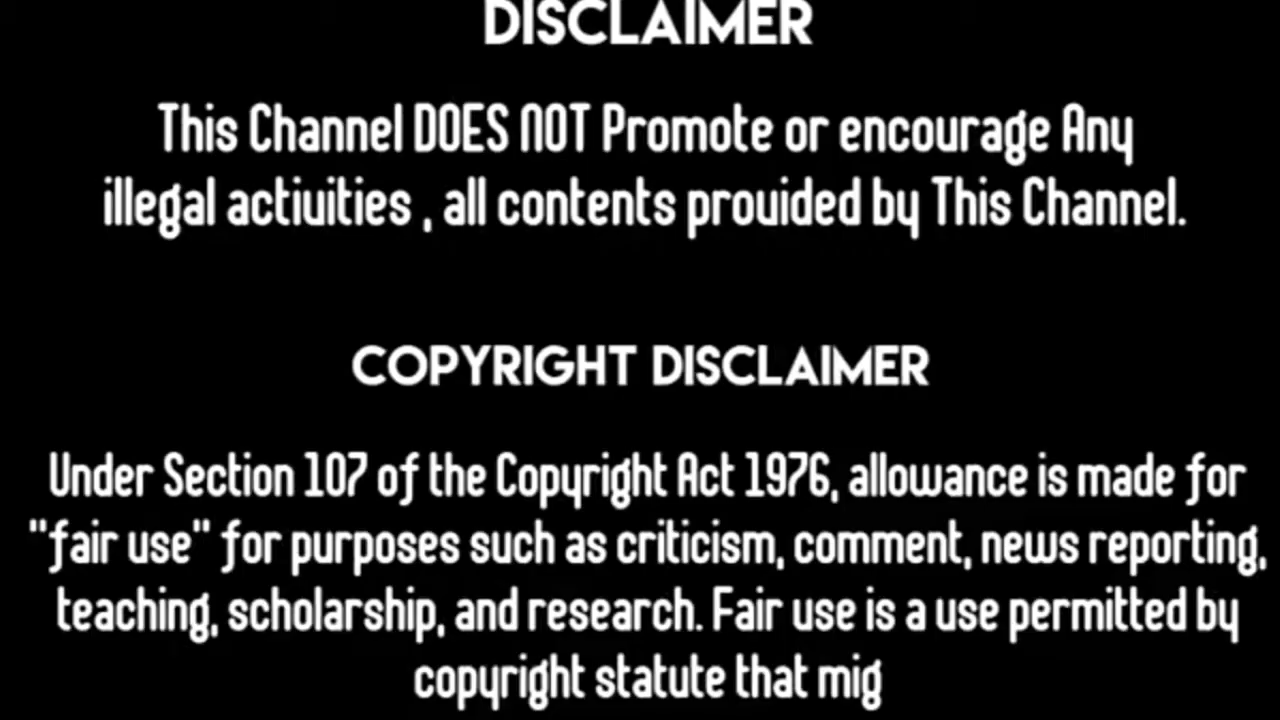 DISCLAIMER
This Channel DOES NOT Promote or encourage Any
illegal activities , all contents provided by This Channel.
COPYRIGHT DISCLAIMER
Under Section 107 of the Copyright Act 1976, allowance is made for
"fair use" for purposes such as criticism, comment, news reporting,
teaching, scholarship, and research. Fair use is a use permitted by
copyright statute that mig